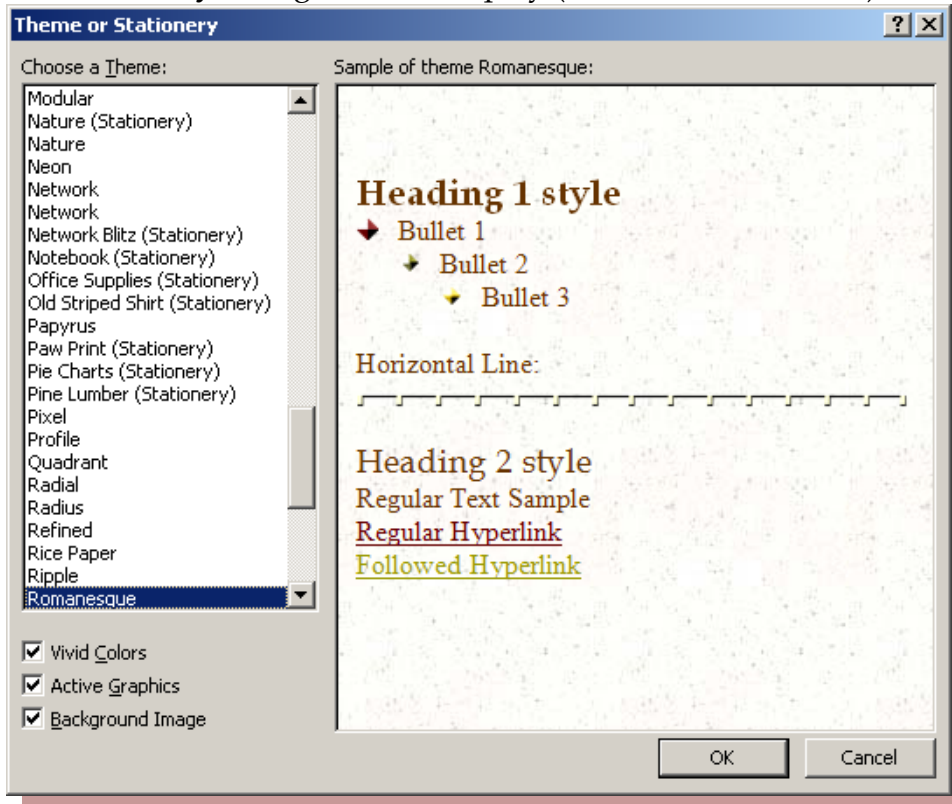 Theme or Stationery
Choose a Theme:
Modular
Nature (Stationery)
Nature
Neon
Network
Network
Network Blitz (Stationery)
Notebook (Stationery)
Office Supplies (Stationery)
Old Striped Shirt (Stationery)
Papyrus
Paw Print (Stationery)
Pie Charts (Stationery)
Pine Lumber (Stationery)
Pixel
Profile
Quadrant
Radial
Radius
Refined
Rice Paper
Ripple
Romanesque
Vivid Colors
Active Graphics
Background Image
Sample of theme Romanesque:
Heading 1 style
Bullet 1
Bullet 2
Bullet 3
Horizontal Line:
Heading 2 style
Regular Text Sample
Regular Hyperlink
Followed Hyperlink
OK
Cancel